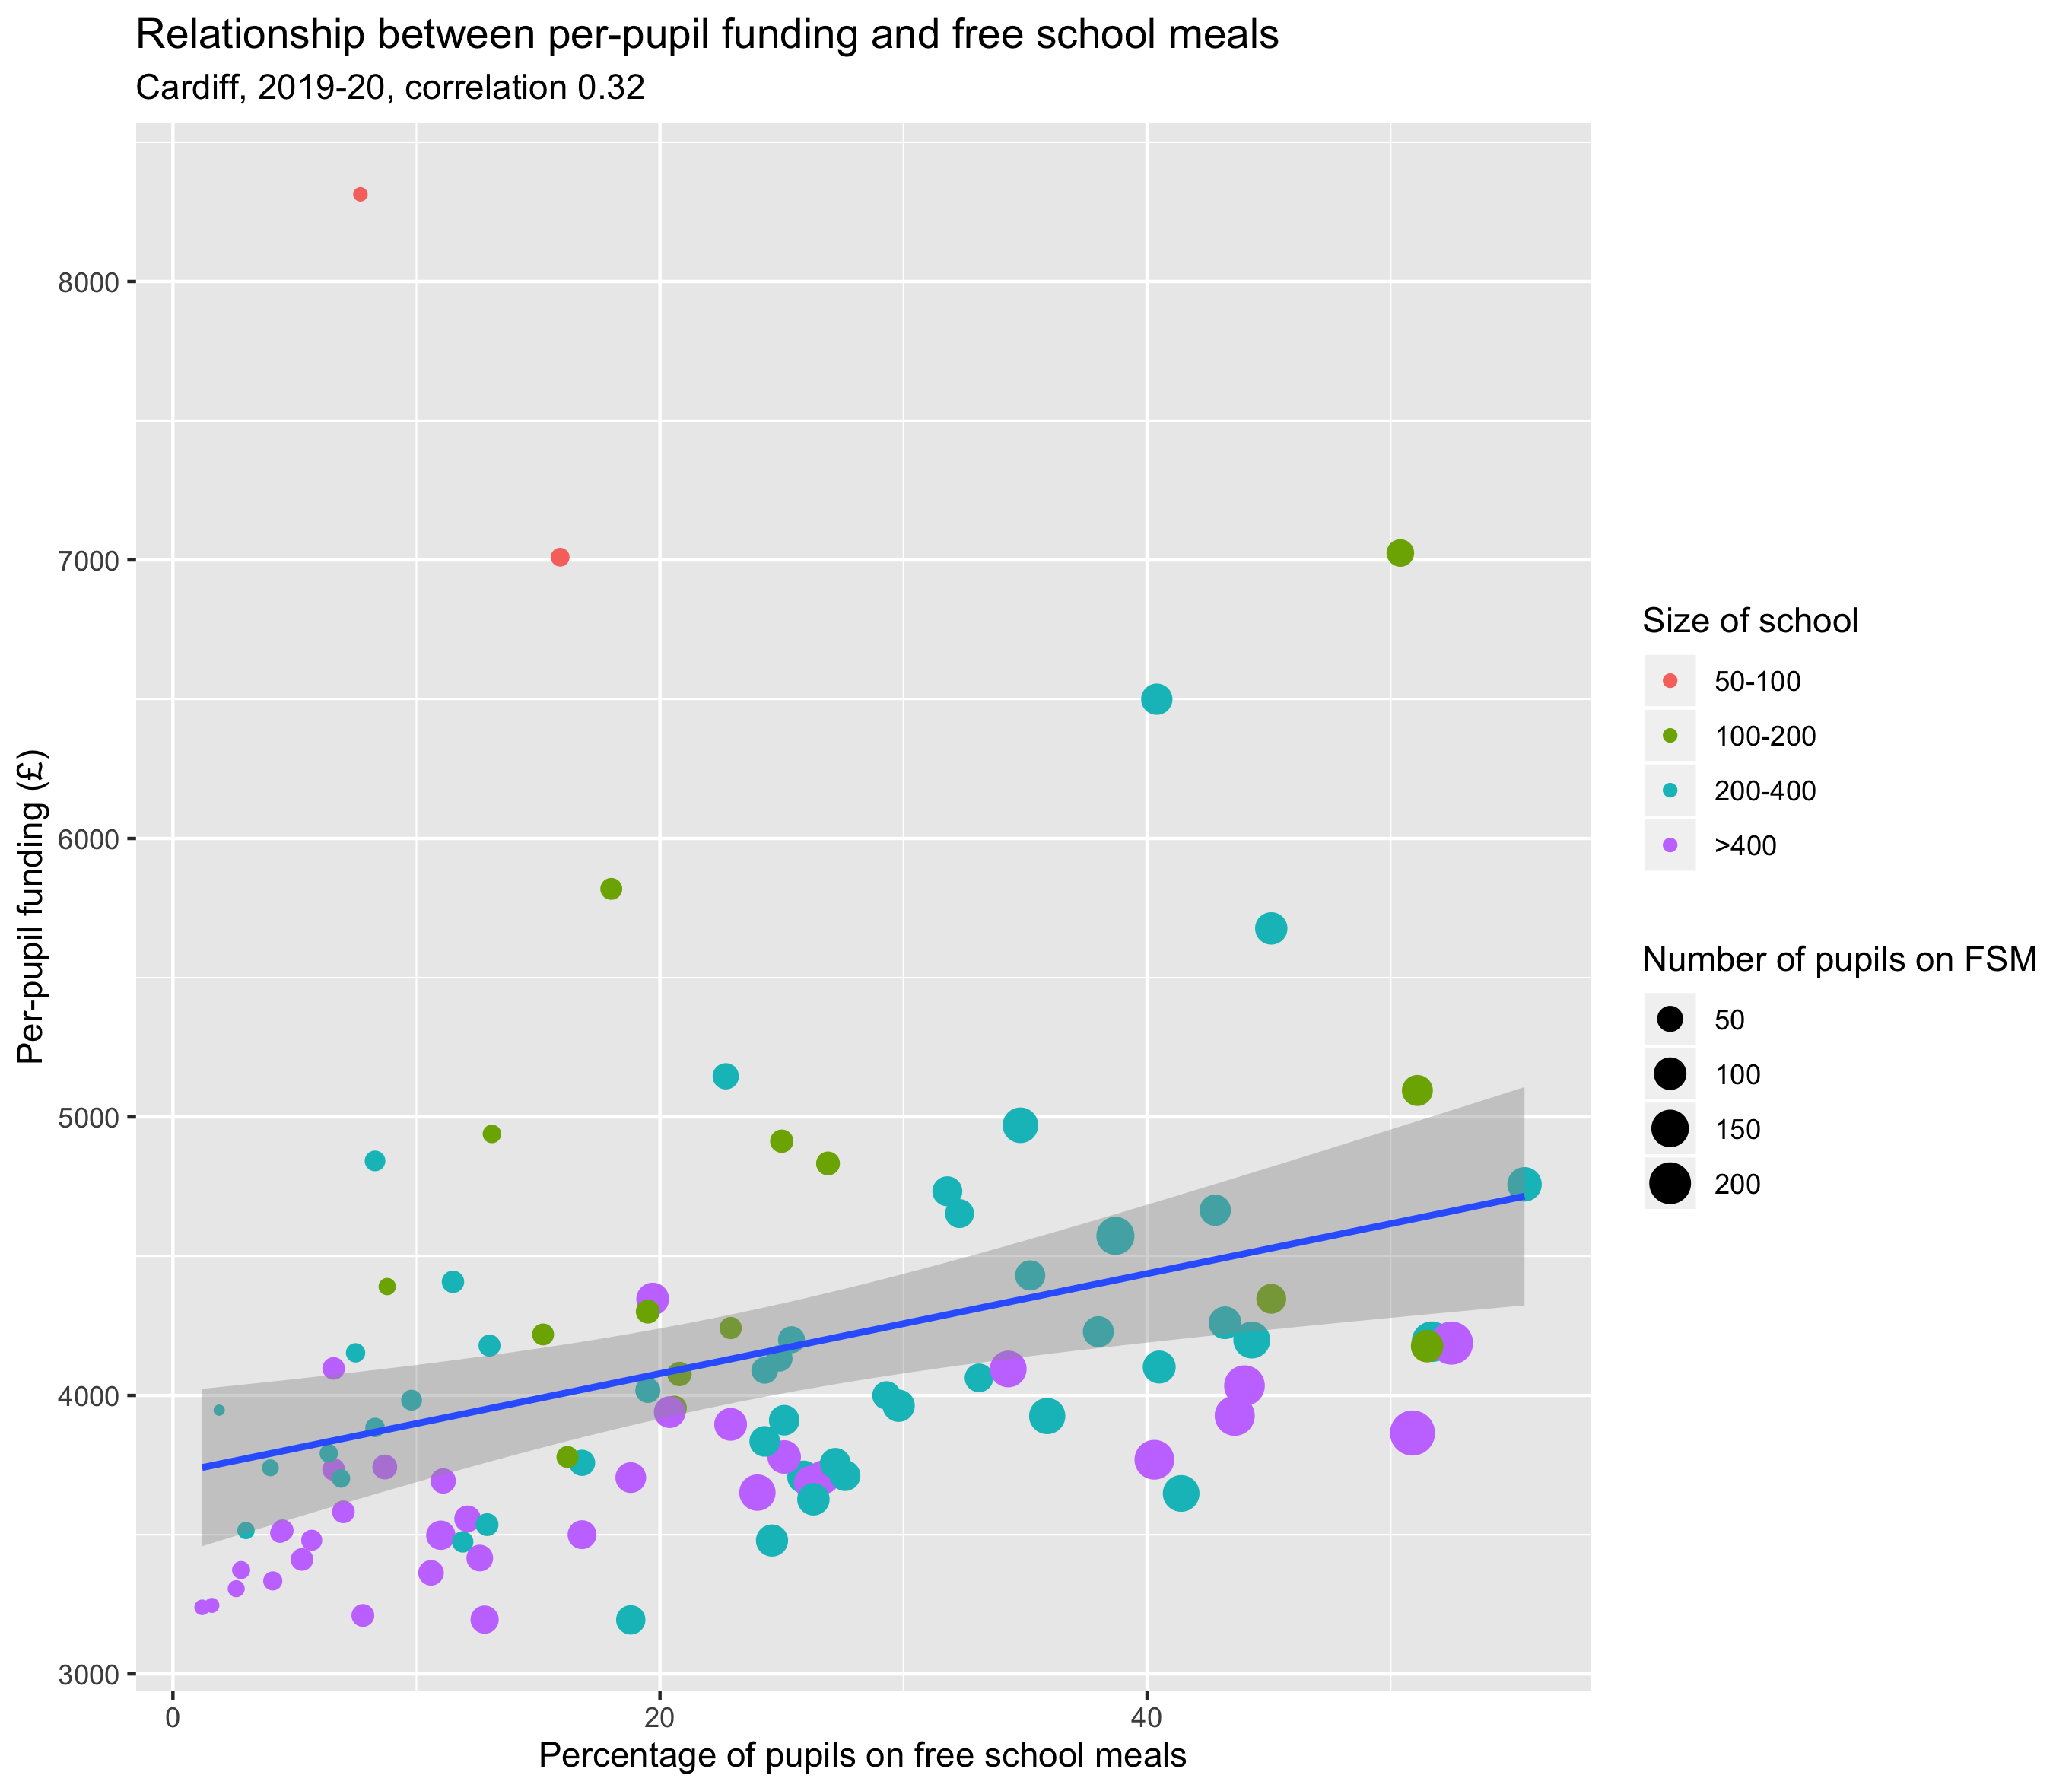 Relationship between per-pupil funding and free school meals
Cardiff, 2019-20, correlation 0.32
Per-pupil funding (£)
8000
7000
6000
5000
4000
3000
0
20
40
Percentage of pupils on free school meals
Size of school
50-100
100-200
200-400
>400
Number of pupils on FSM
50
100
150
200